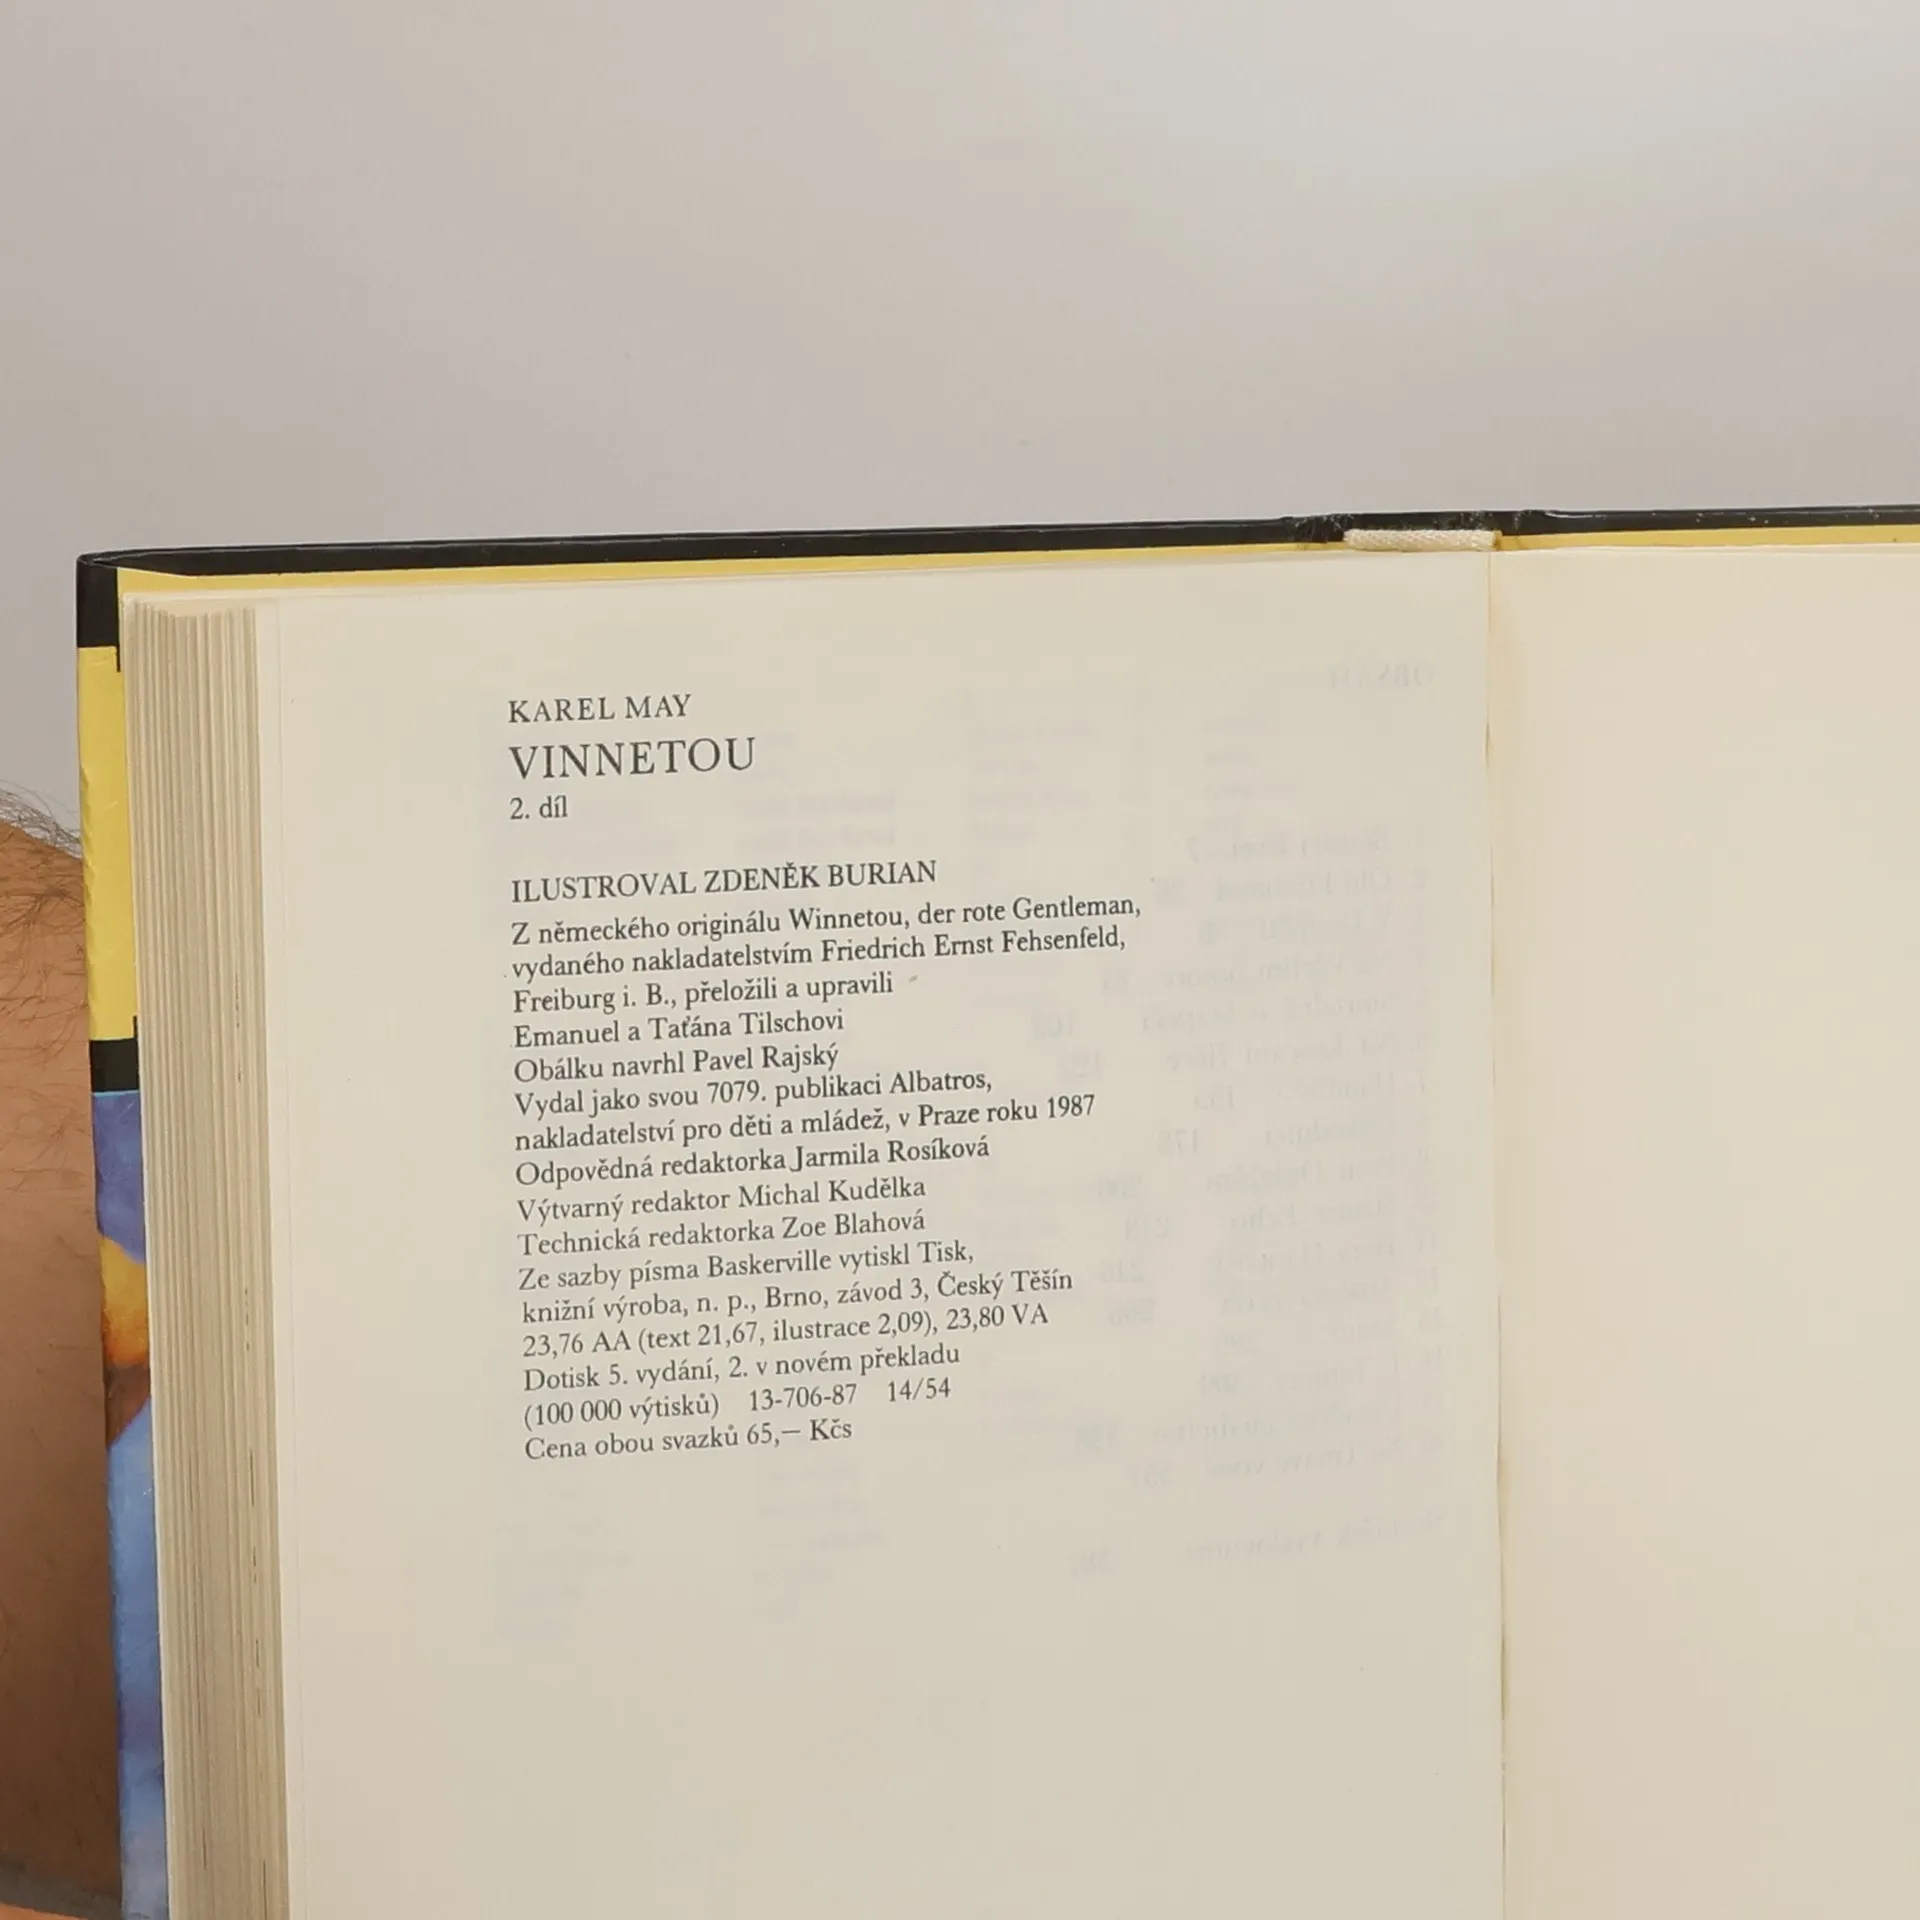 KAREL MAY
VINNETOU
2. díl
ILUSTROVAL ZDENĚK BURIAN
Z německého originálu Winnetou, der rote Gentleman,
vydaného nakladatelstvím Friedrich Ernst Fehsenfeld,
Freiburg i. B., přeložili a upravili
Emanuel a Taťána Tilschovi
Obálku navrhl Pavel Rajský
Vydal jako svou 7079. publikaci Albatros,
nakladatelství pro děti a mládež, v Praze roku 1987
Odpovědná redaktorka Jarmila Rosíková
Výtvarný redaktor Michal Kudělka
Technická redaktorka Zoe Blahová
Ze sazby písma Baskerville vytiskl Tisk,
knižní výroba, n. p., Brno, závod 3, Český Těšín
23,76 AA (text 21,67, ilustrace 2,09), 23,80 VA
Dotisk 5. vydání, 2. v novém překladu
(100 000 výtisků) 13-706-87 14/54
Cena obou svazků 65,— Kčs